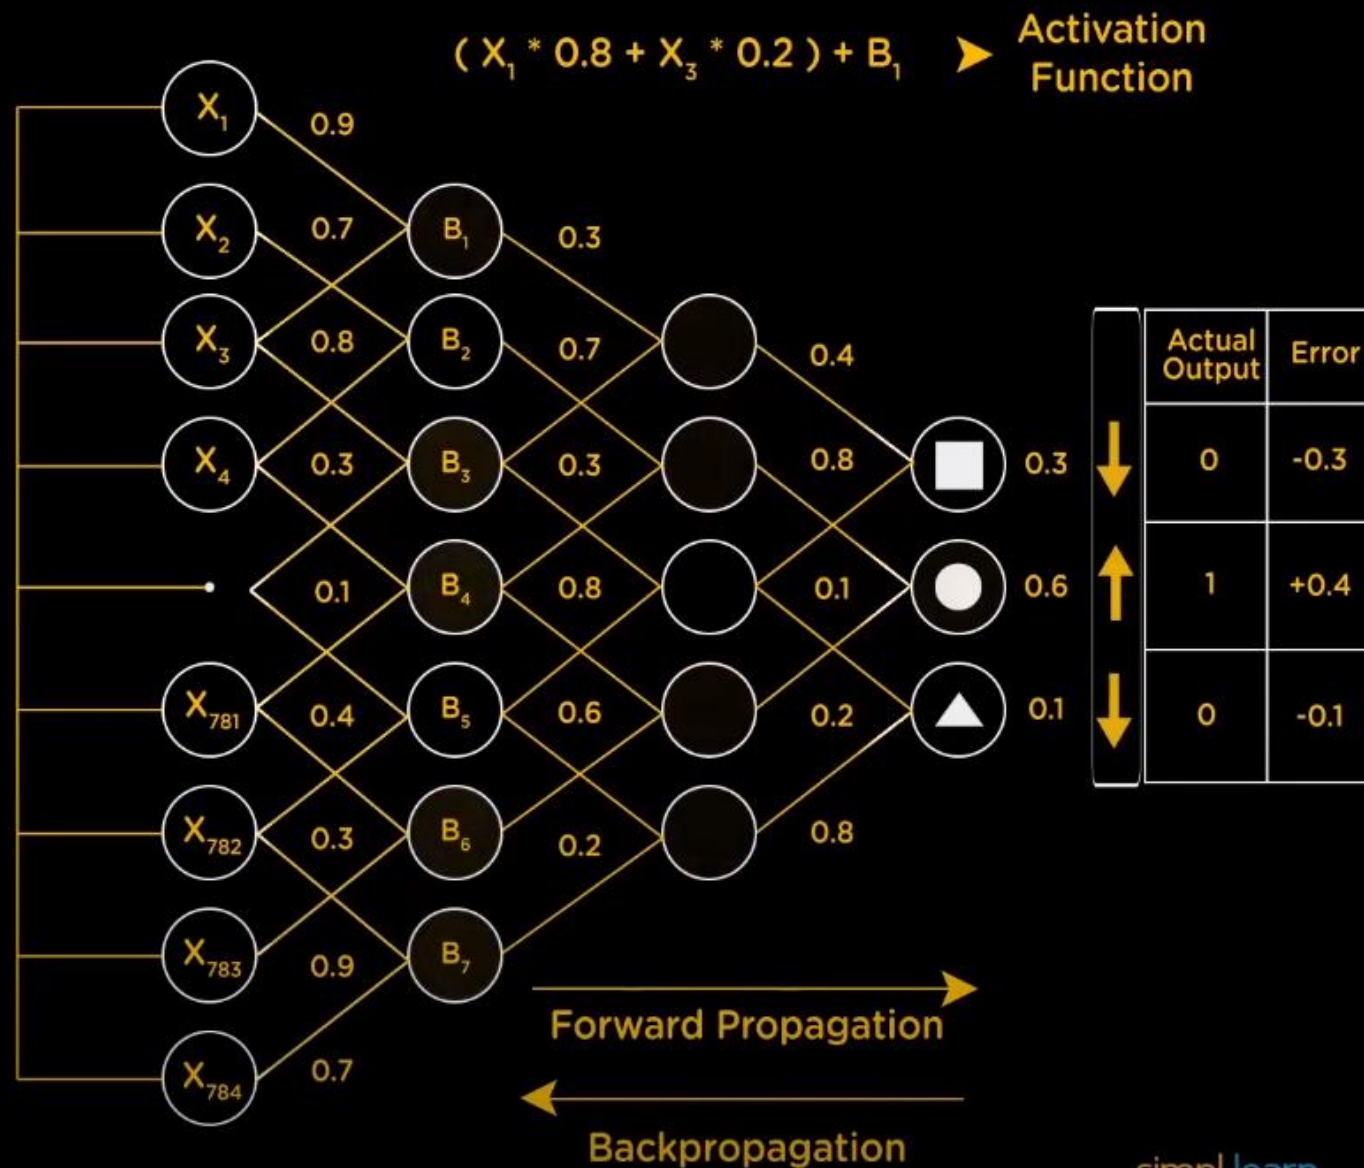 ( X₁ * 0.8 + X₃ * 0.2 ) + B₁
Activation
Function
X₁
0.9
X₂
0.7
B₁
0.3
X₃
0.8
B₂
0.7
0.4
X₄
0.3
B₃
0.3
0.8
0.3
0.1
B₄
0.8
0.1
0.6
X₇₈₁
0.4
B₅
0.6
0.2
0.1
X₇₈₂
0.3
B₆
0.2
0.8
X₇₈₃
0.9
B₇
X₇₈₄
0.7
Actual
Output
Error
0
-0.3
1
+0.4
0
-0.1
Forward Propagation
Backpropagation
simplilearn